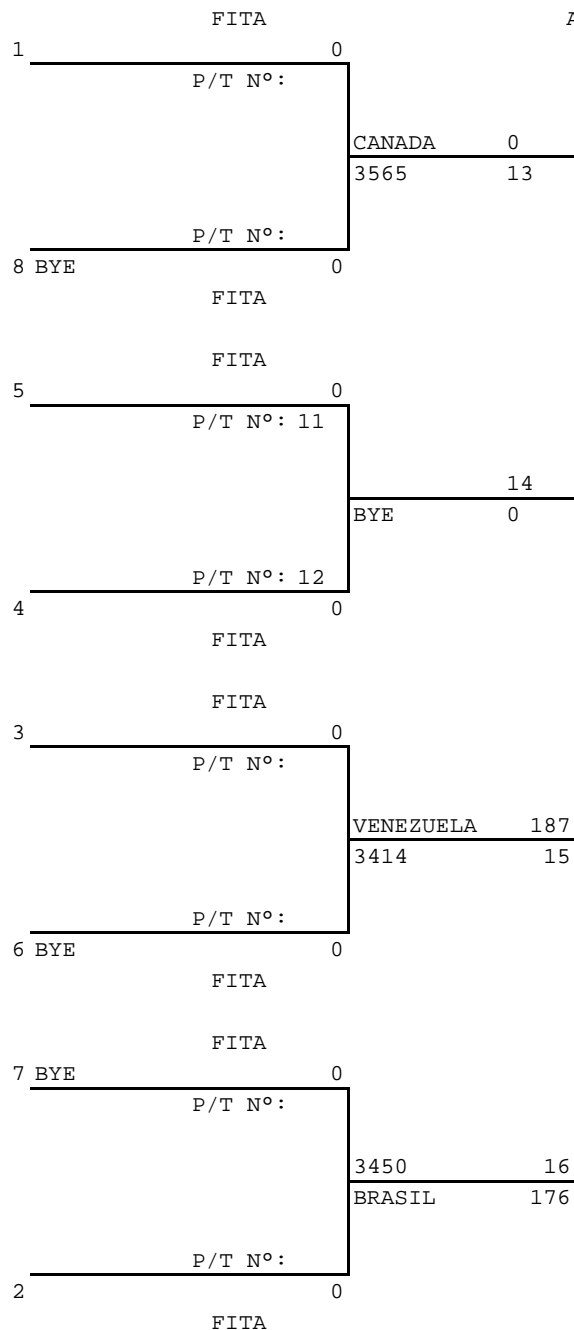 FITA A
1 0
P/T Nº:
CANADA 0
3565 13
P/T Nº:
8 BYE 0
FITA
FITA
5 0
P/T Nº: 11
14
BYE 0
P/T Nº: 12
4 0
FITA
FITA
3 0
P/T Nº:
VENEZUELA 187
3414 15
P/T Nº:
6 BYE 0
FITA
FITA
7 BYE 0
P/T Nº:
3450 16
BRASIL 176
P/T Nº:
2 0
FITA